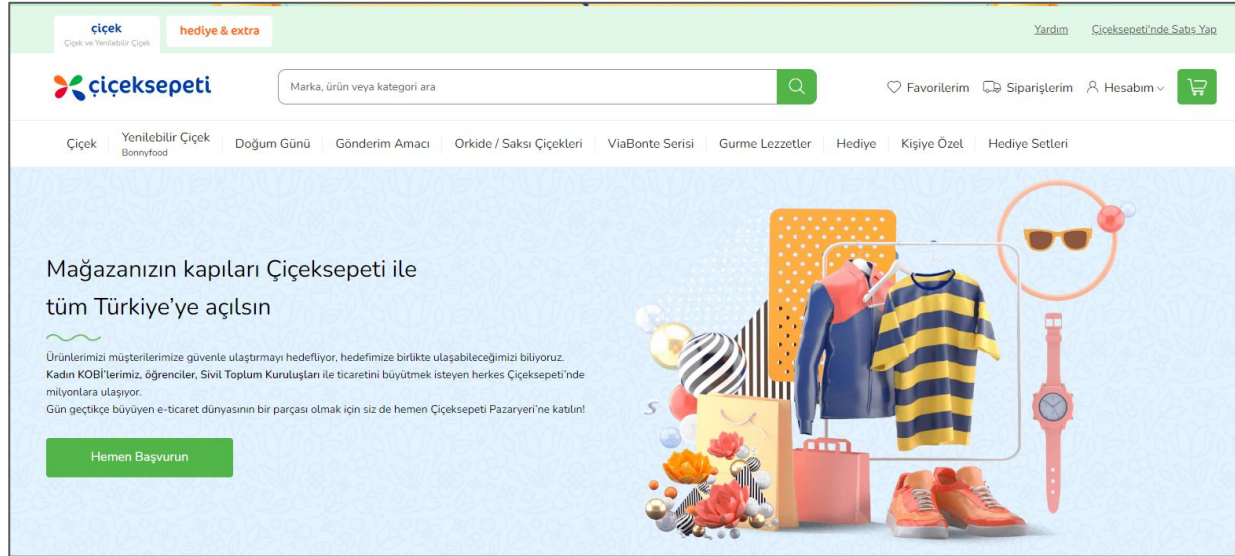 çiçek
Çiçek ve Yenilebilir Çiçek
hediye & extra
Yardım
Çiçeksepeti'nde Satış Yap
çiçeksepeti
Marka, ürün veya kategori ara
Favorilerim
Siparişlerim
Hesabım
Çiçek
Yenilebilir Çiçek
Bonnyfood
Doğum Günü
Gönderim Amacı
Orkide / Saksı Çiçekleri
ViaBonte Serisi
Gurme Lezzetler
Hediye
Kişiye Özel
Hediye Setleri
Mağazanızın kapıları Çiçeksepeti ile
tüm Türkiye'ye açılsın
Ürünlerimizi müşterilerimize güvenle ulaştırmayı hedefliyor, hedefimize birlikte ulaşabileceğimizi biliyoruz.
Kadın KOBİ'lerimiz, öğrenciler, Sivil Toplum Kuruluşları ile ticaretini büyütmek isteyen herkes Çiçeksepeti'nde
milyonlara ulaşıyor.
Gün geçtikçe büyüyen e-ticaret dünyasının bir parçası olmak için siz de hemen Çiçeksepeti Pazaryeri'ne katılın!
Hemen Başvurun